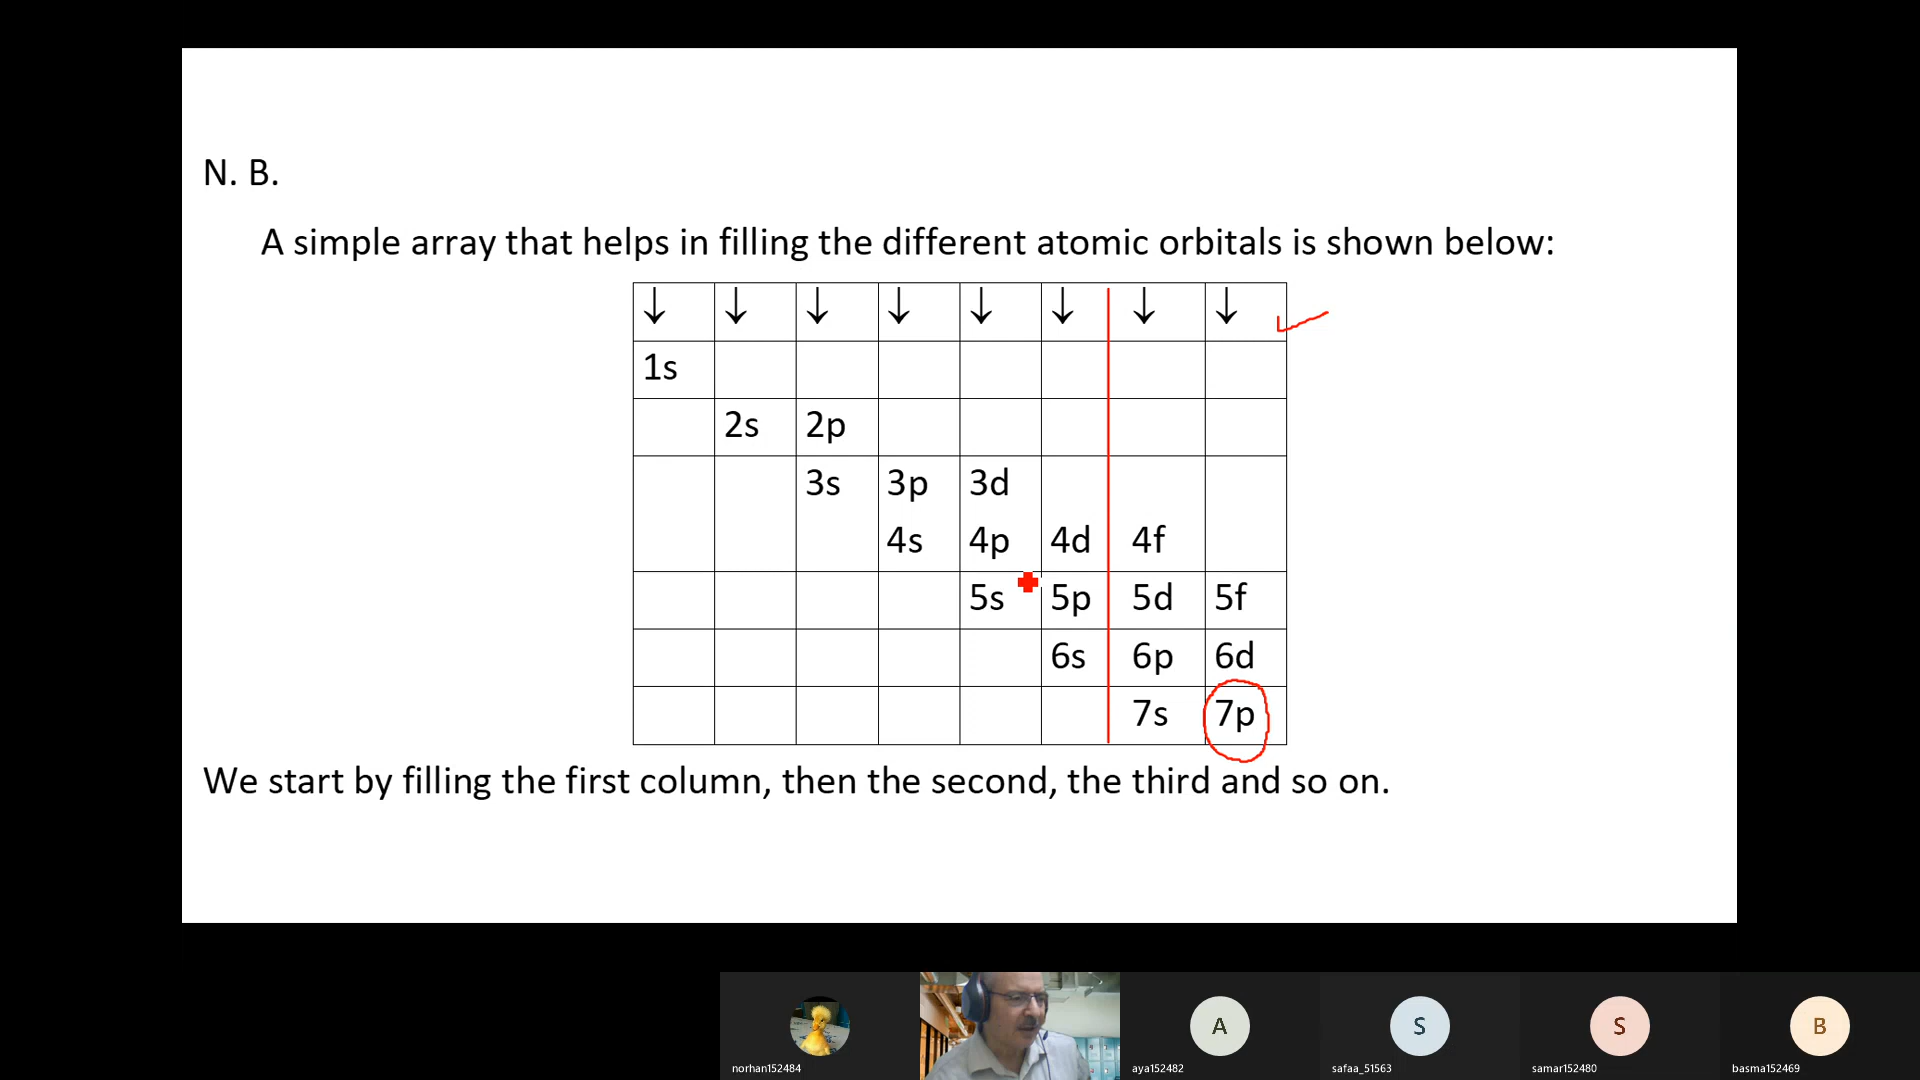 N. B.
A simple array that helps in filling the different atomic orbitals is shown below:
↓ ↓ ↓ ↓ ↓ ↓ ↓ ↓
1s
2s 2p
3s 3p 3d
4s 4p 4d 4f
5s 5p 5d 5f
6s 6p 6d
7s 7p
We start by filling the first column, then the second, the third and so on.
A S S B
norhan152484 aya152482 safaa_51563 samar152480 basma152469